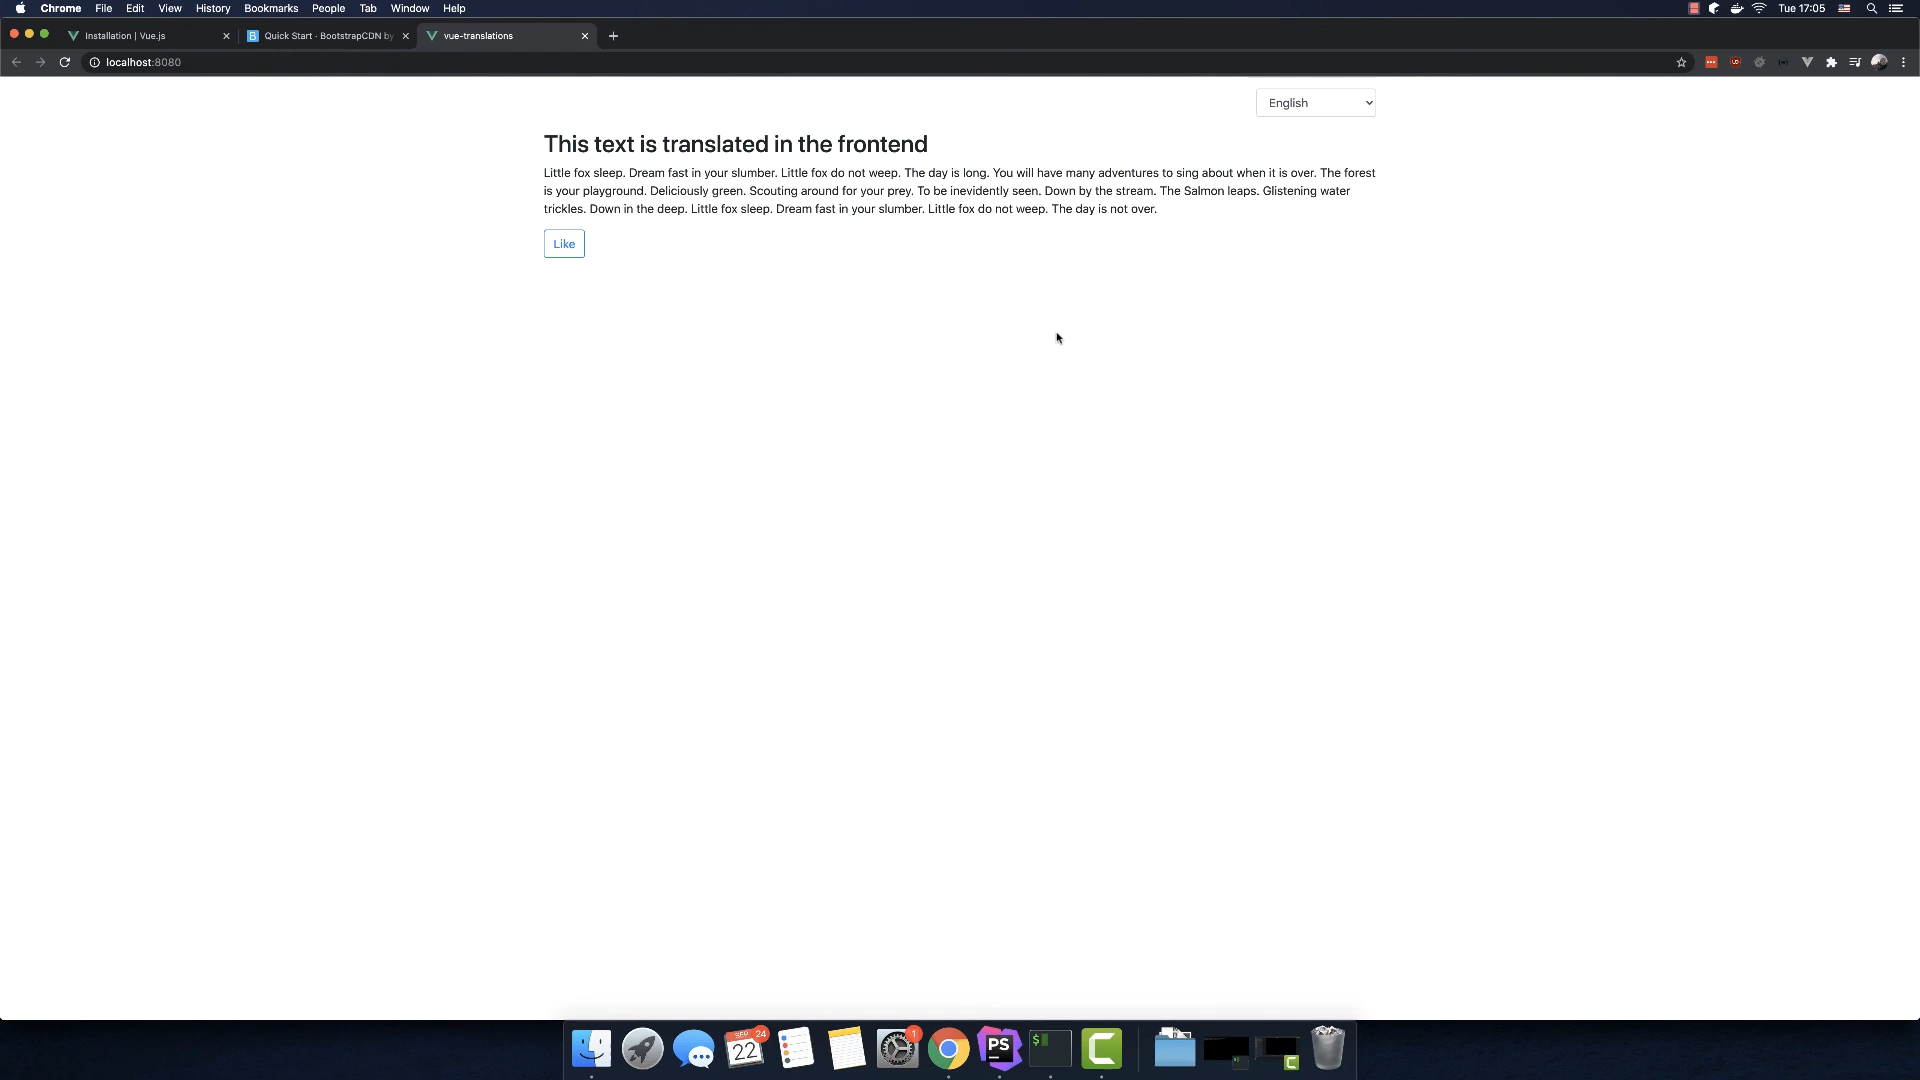 Chrome File Edit View History Bookmarks People Tab Window Help Tue 17:05
Installation | Vue.js Quick Start · BootstrapCDN by vue-translations
localhost:8080
English
This text is translated in the frontend
Little fox sleep. Dream fast in your slumber. Little fox do not weep. The day is long. You will have many adventures to sing about when it is over. The forest
is your playground. Deliciously green. Scouting around for your prey. To be inevidently seen. Down by the stream. The Salmon leaps. Glistening water
trickles. Down in the deep. Little fox sleep. Dream fast in your slumber. Little fox do not weep. The day is not over.
Like
SEP 24 1
22 PS $ C